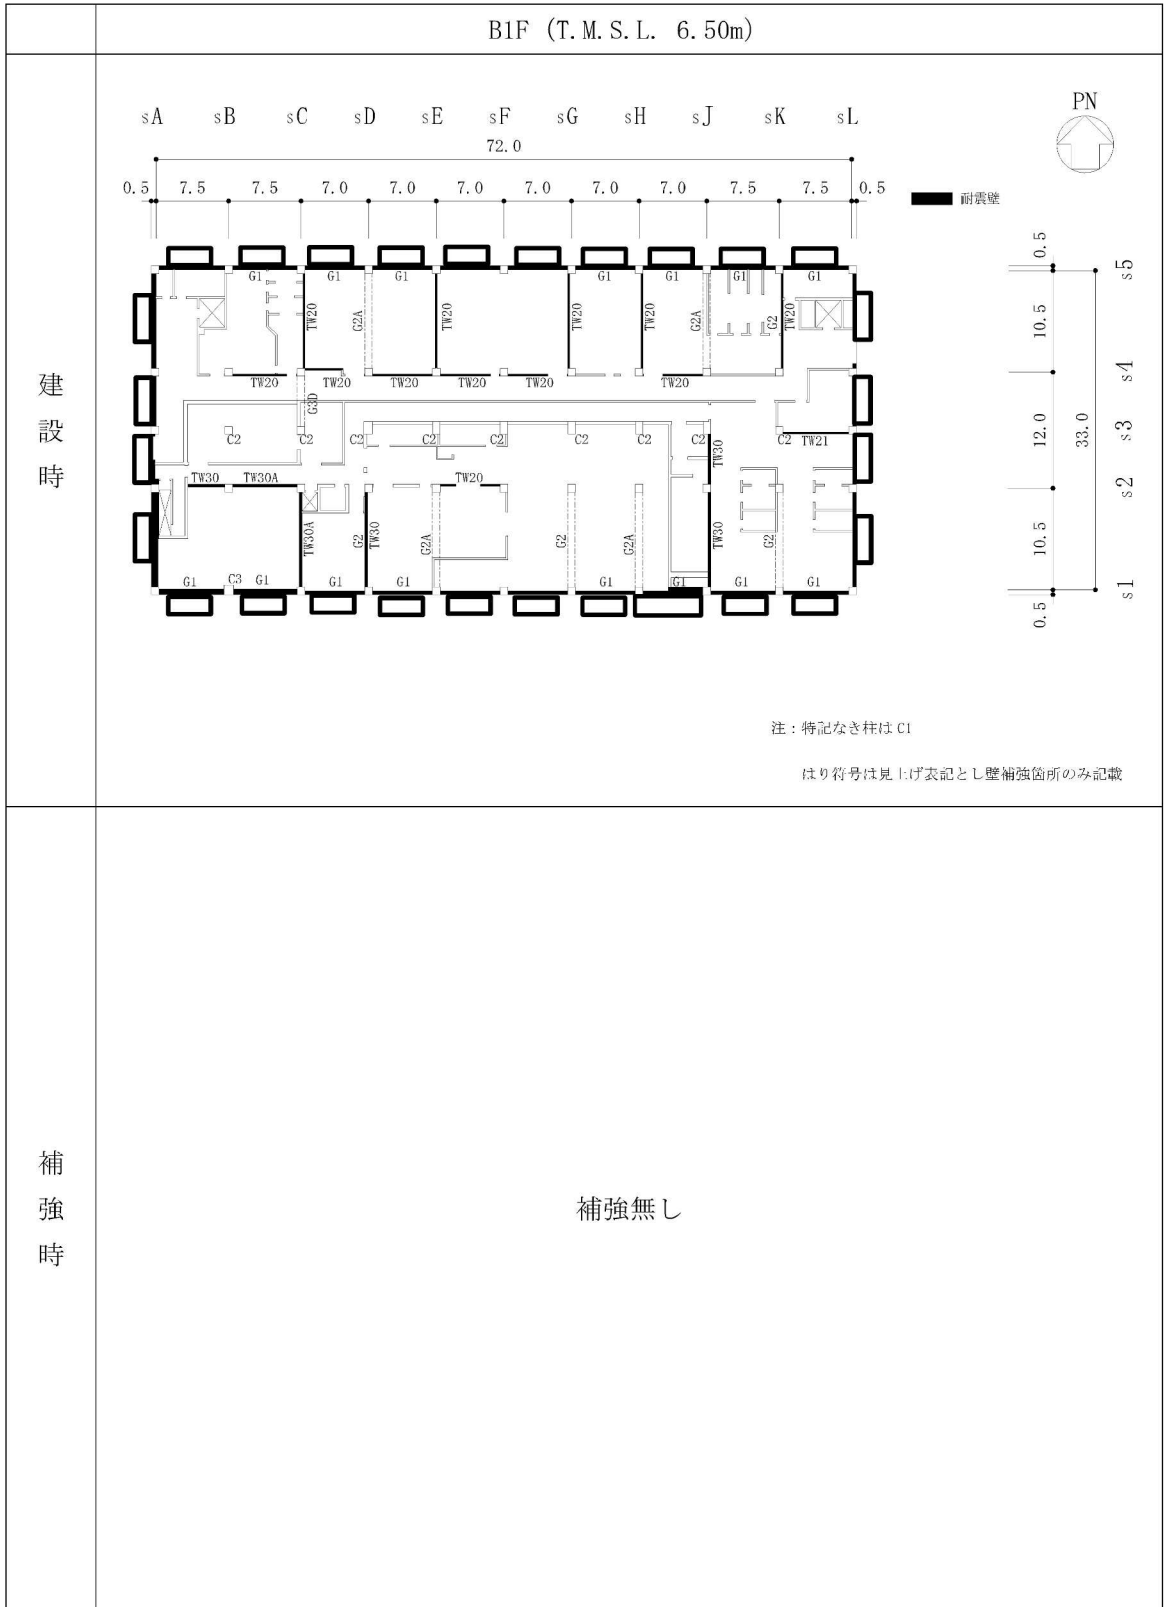 B1F (T.M.S.L. 6.50m)
建設時
sA sB sC sD sE sF sG sH sJ sK sL
PN
72.0
0.5 7.5 7.5 7.0 7.0 7.0 7.0 7.0 7.0 7.5 7.5 0.5
耐震壁
0.5
s5
G1 G1 G1 G1 G1 G1 G1
TW20 G2A TW20 TW20 TW20 G2A G2 TW20
10.5
TW20 TW20 TW20 TW20 TW20 TW20
s4
G3D
C2 C2 C2 C2 C2 C2 C2 C2 TW21
TW30
12.0
33.0
s3
TW30 TW30A TW20
s2
TW30A G2 TW30 G2A G2 G2A TW30 G2
10.5
G1 C3 G1 G1 G1 G1 G1 G1 G1
s1
0.5
注：特記なき柱は C1
はり符号は見上げ表記とし壁補強箇所のみ記載
補強時
補強無し